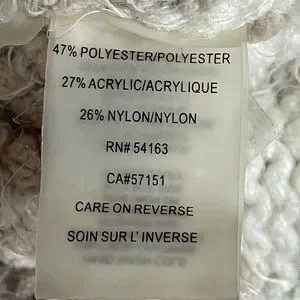 47% POLYESTER/POLYESTER
27% ACRYLIC/ACRYLIQUE
26% NYLON/NYLON
RN# 54163
CA#57151
CARE ON REVERSE
SOIN SUR L'INVERSE